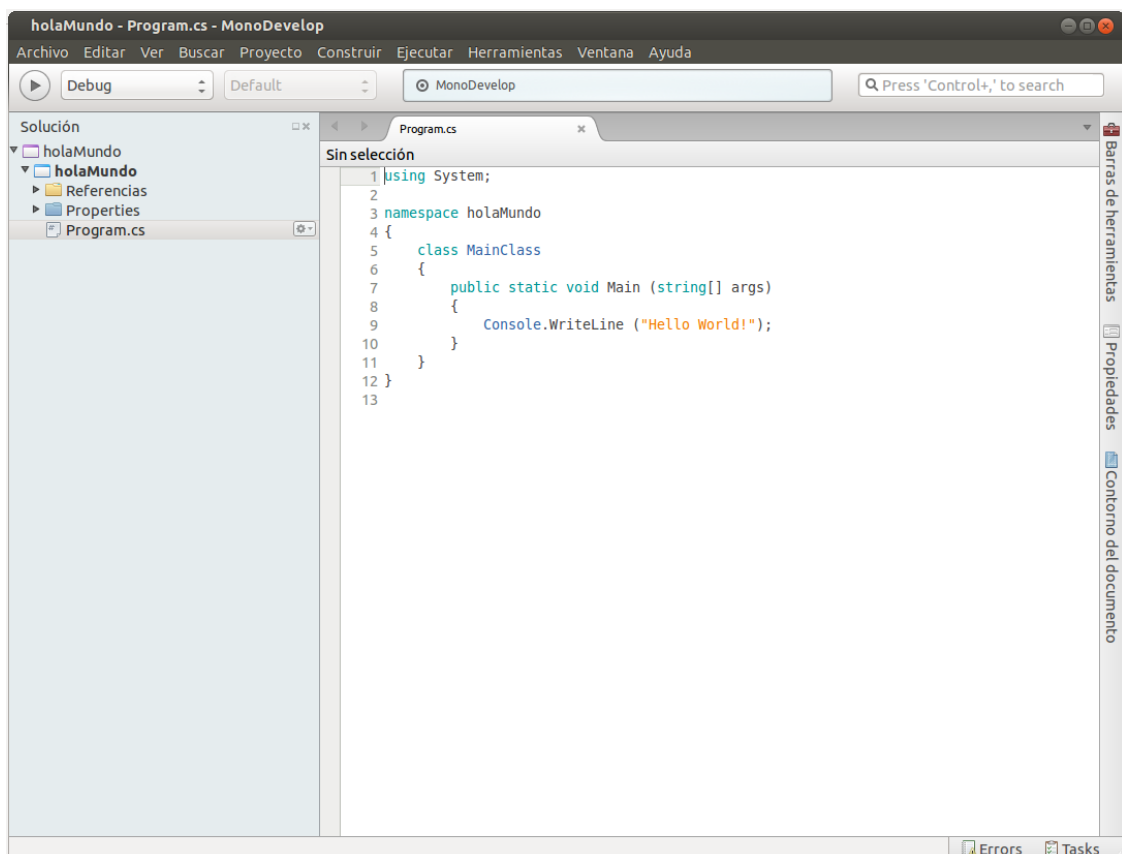 holaMundo - Program.cs - MonoDevelop
Archivo Editar Ver Buscar Proyecto Construir Ejecutar Herramientas Ventana Ayuda
Debug Default MonoDevelop Press 'Control+,' to search
Solución
holaMundo
holaMundo
Referencias
Properties
Program.cs
Program.cs
Sin selección
1 using System;
2
3 namespace holaMundo
4 {
5     class MainClass
6     {
7         public static void Main (string[] args)
8         {
9             Console.WriteLine ("Hello World!");
10         }
11     }
12 }
13
Barras de herramientas
Propiedades
Contorno del documento
Errors Tasks